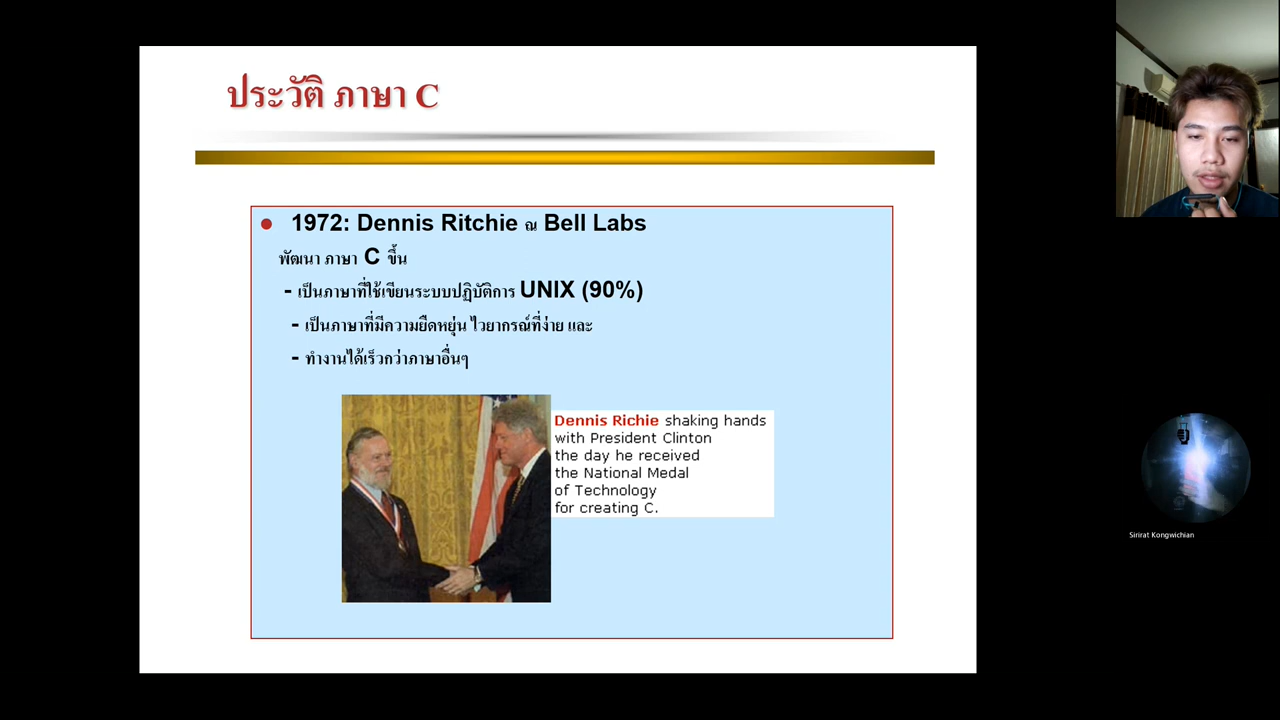 ประวัติ ภาษา C
1972: Dennis Ritchie ณ Bell Labs
พัฒนา ภาษา C ขึ้น
- เป็นภาษาที่ใช้เขียนระบบปฏิบัติการ UNIX (90%)
- เป็นภาษาที่มีความยืดหยุ่น ไวยากรณ์ที่ง่าย และ
- ทำงานได้เร็วกว่าภาษาอื่นๆ
Dennis Richie shaking hands
with President Clinton
the day he received
the National Medal
of Technology
for creating C.
Sirirat Kongwichian